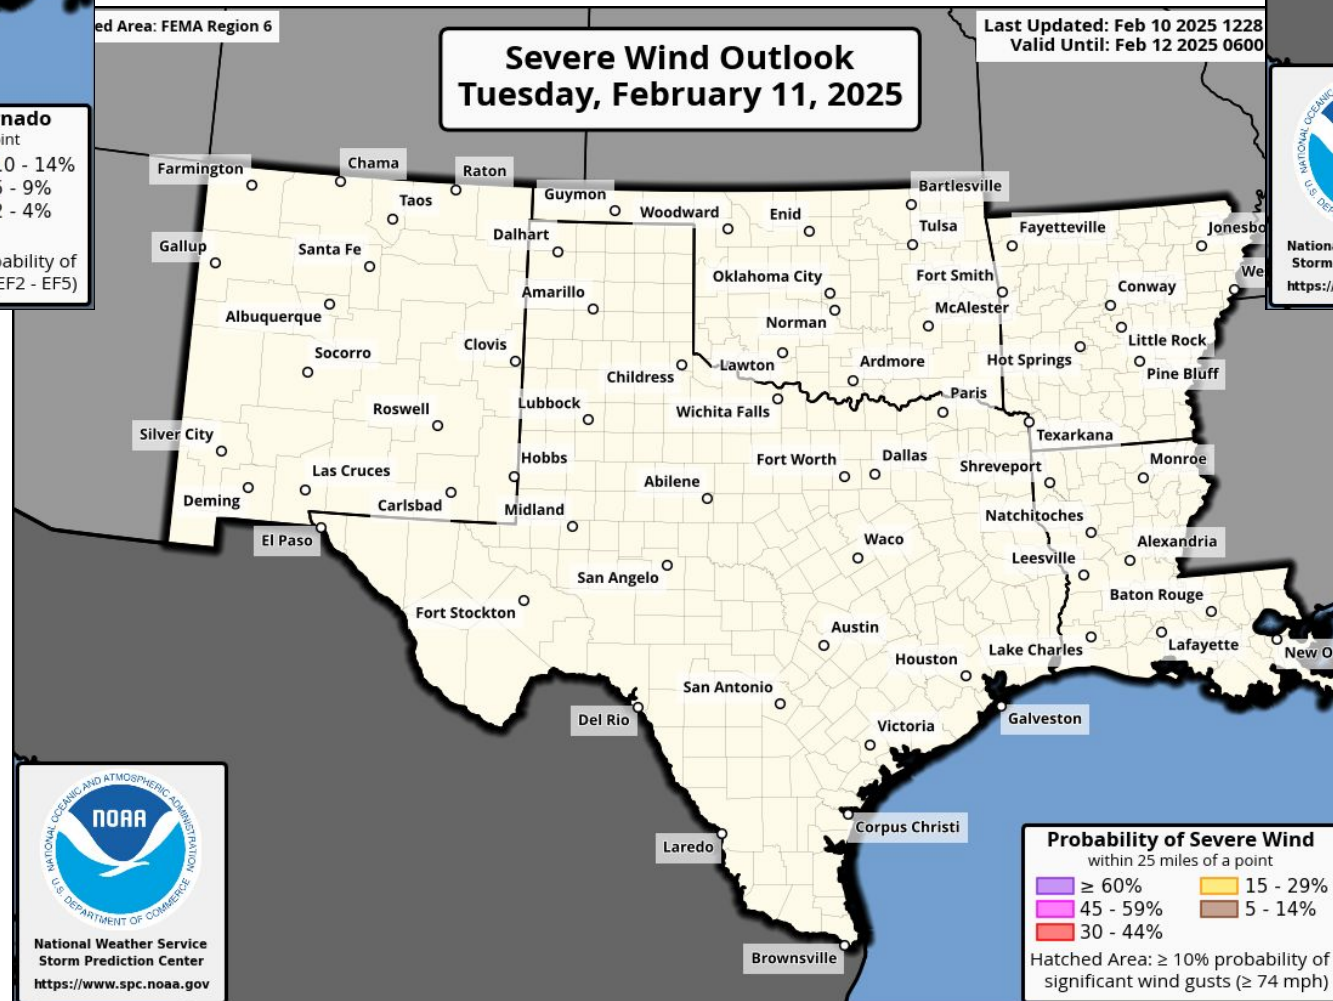 ed Area: FEMA Region 6
Severe Wind Outlook
Tuesday, February 11, 2025
Last Updated: Feb 10 2025 1228
Valid Until: Feb 12 2025 0600
nado
int
10 - 14%
5 - 9%
2 - 4%
ability of
EF2 - EF5)
Farmington
Chama
Raton
Taos
Guymon
Woodward
Enid
Bartlesville
Tulsa
Fayetteville
Jonesbo
Gallup
Santa Fe
Dalhart
Oklahoma City
Fort Smith
We
Amarillo
Conway
Albuquerque
Norman
McAlester
Socorro
Clovis
Childress
Lawton
Ardmore
Hot Springs
Little Rock
Pine Bluff
Roswell
Lubbock
Wichita Falls
Paris
Silver City
Texarkana
Las Cruces
Hobbs
Fort Worth
Dallas
Shreveport
Monroe
Deming
Carlsbad
Midland
Abilene
Natchitoches
El Paso
Waco
Alexandria
San Angelo
Leesville
Fort Stockton
Baton Rouge
Austin
Houston
Lake Charles
Lafayette
New O
San Antonio
Del Rio
Victoria
Galveston
Laredo
Corpus Christi
Brownsville
NATIONAL OCEANIC AND ATMOSPHERIC ADMINISTRATION
NOAA
U.S. DEPARTMENT OF COMMERCE
National Weather Service
Storm Prediction Center
https://www.spc.noaa.gov
Probability of Severe Wind
within 25 miles of a point
≥ 60%
45 - 59%
30 - 44%
15 - 29%
5 - 14%
Hatched Area: ≥ 10% probability of
significant wind gusts (≥ 74 mph)
Nationa
Storm
https:/